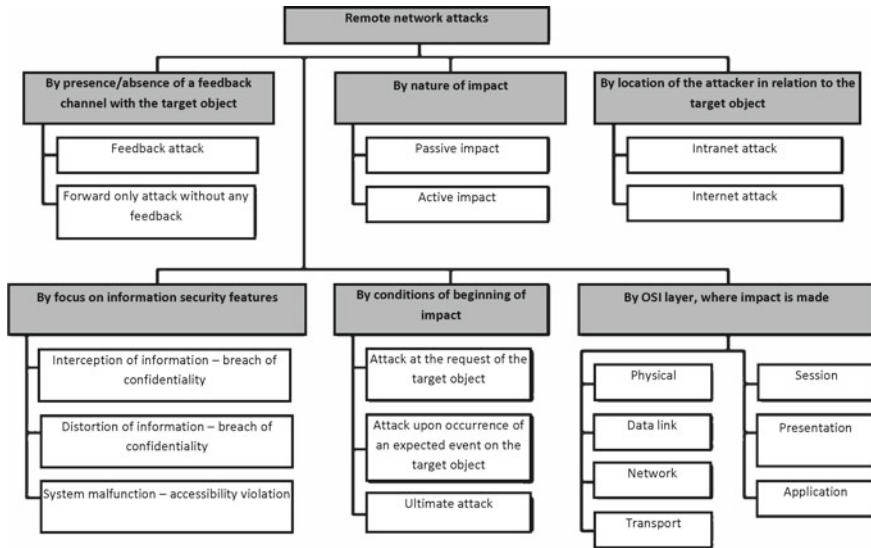 Remote network attacks
By presence/absence of a feedback
channel with the target object
Feedback attack
Forward only attack without any
feedback
By nature of impact
Passive impact
Active impact
By location of the attacker in relation to the
target object
Intranet attack
Internet attack
By focus on information security features
Interception of information – breach of
confidentiality
Distortion of information – breach of
confidentiality
System malfunction – accessibility violation
By conditions of beginning of
impact
Attack at the request of the
target object
Attack upon occurrence of
an expected event on the
target object
Ultimate attack
By OSI layer, where impact is made
Physical
Data link
Network
Transport
Session
Presentation
Application